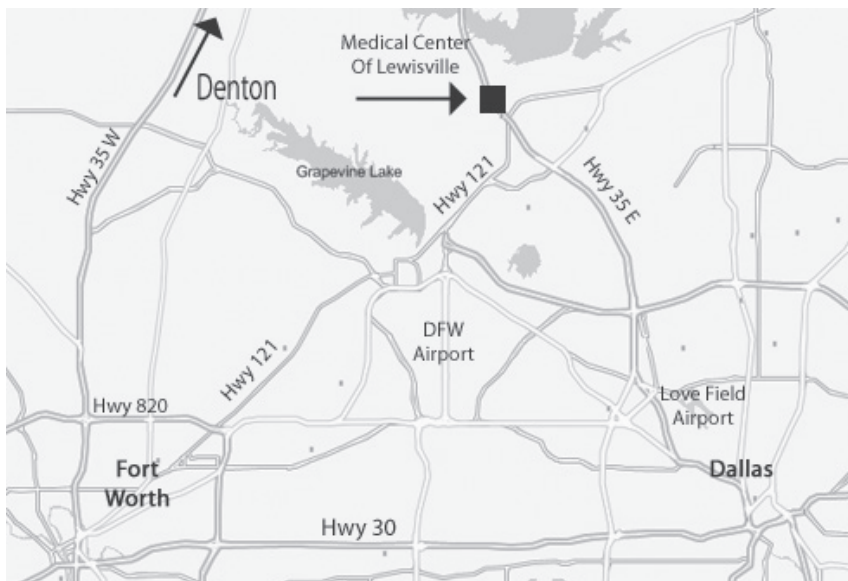 Medical Center
Of Lewisville
Denton
Hwy 35 W
Grapevine Lake
Hwy 121
Hwy 35 E
DFW
Airport
Hwy 121
Hwy 820
Love Field
Airport
Fort
Worth
Dallas
Hwy 30